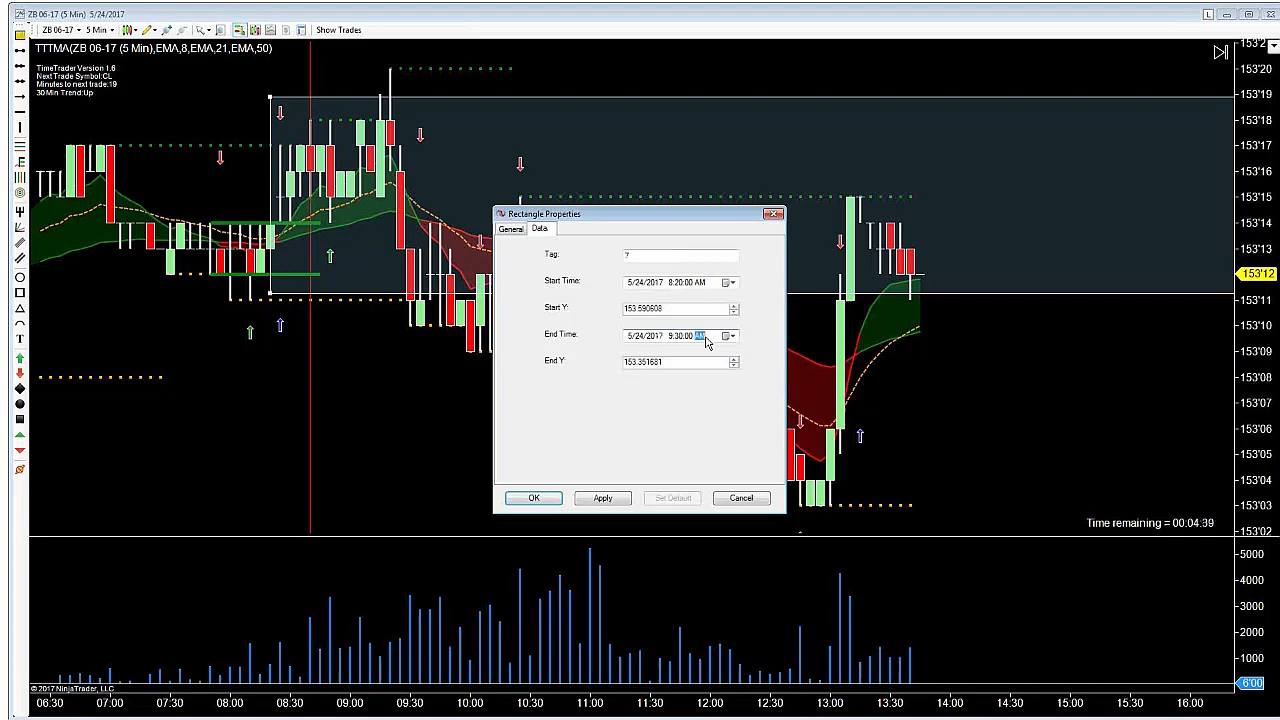 ZB 06-17 (5 Min) 5/24/2017
L
ZB 06-17
5 Min
Show Trades
TTTMA(ZB 06-17 (5 Min),EMA,8,EMA,21,EMA,50)
TimeTrader Version 1.6
Next Trade Symbol:CL
Minutes to next trade:19
30 Min Trend:Up
153'20
153'19
153'18
153'17
153'16
153'15
153'14
153'13
153'12
153'11
153'10
153'09
153'08
153'07
153'06
153'05
153'04
153'03
153'02
Rectangle Properties
General
Data
Tag:
?
Start Time:
5/24/2017 8:20:00 AM
Start Y:
153.590608
End Time:
5/24/2017 9:30:00 AM
End Y:
153.351681
OK
Apply
Set Default
Cancel
Time remaining = 00:04:39
5000
4000
3000
2000
1000
6'00
© 2017 NinjaTrader, LLC
06:30 07:00 07:30 08:00 08:30 09:00 09:30 10:00 10:30 11:00 11:30 12:00 12:30 13:00 13:30 14:00 14:30 15:00 15:30 16:00